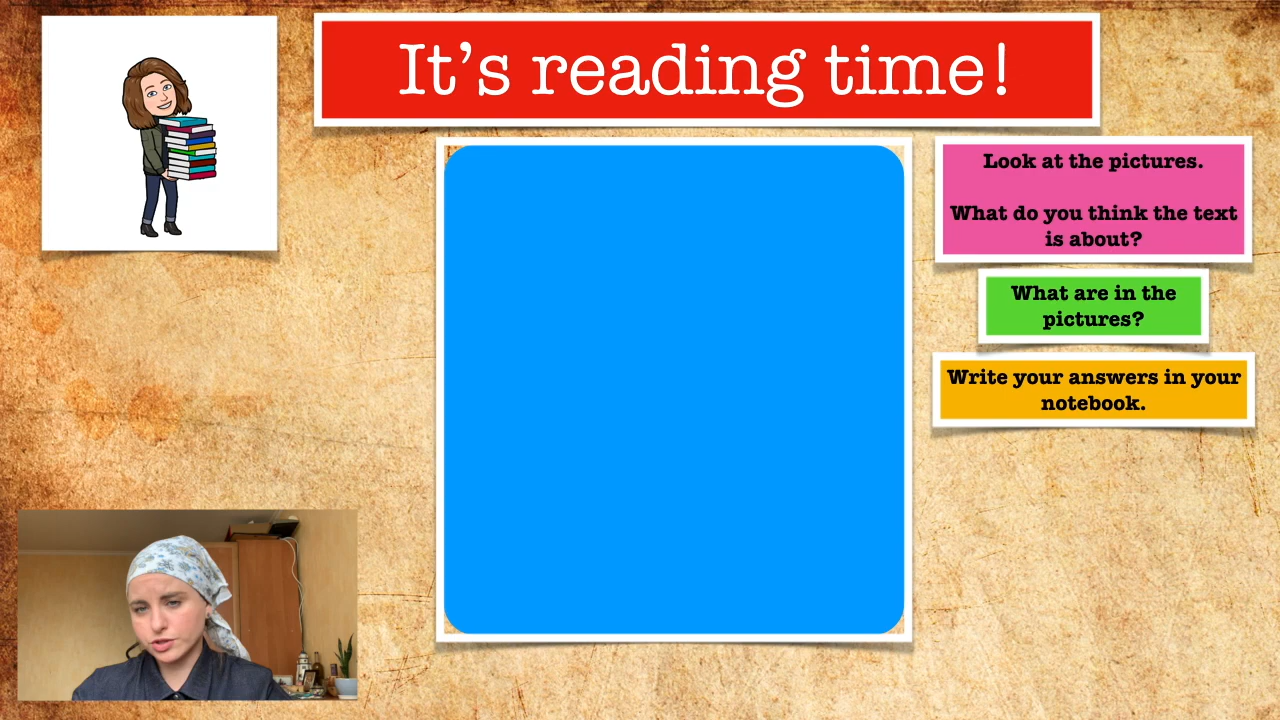 It's reading time!
Look at the pictures.
What do you think the text
is about?
What are in the
pictures?
Write your answers in your
notebook.